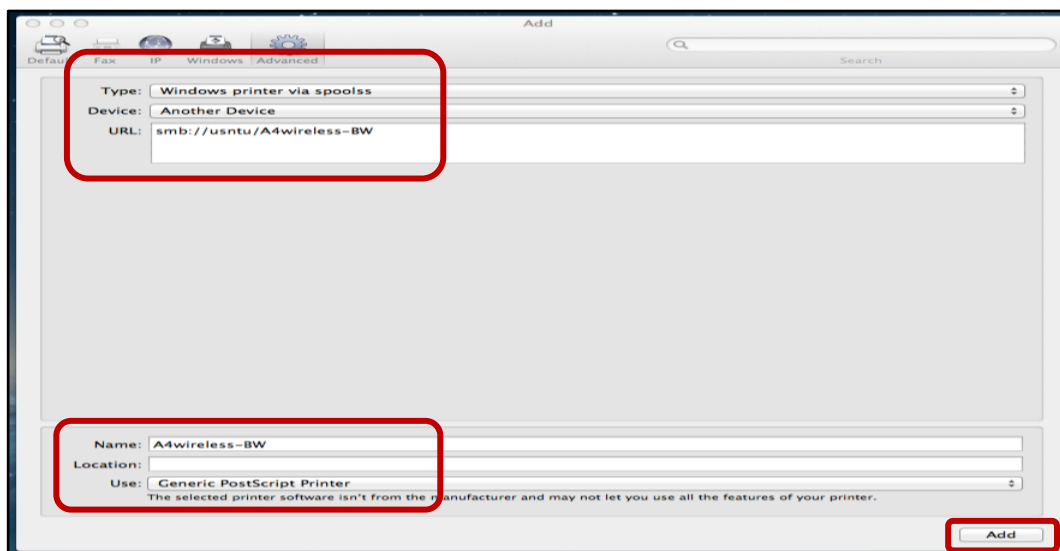 Add
Default Fax IP Windows Advanced
Search
Type: Windows printer via spoolss
Device: Another Device
URL: smb://usntu/A4wireless-BW
Name: A4wireless-BW
Location:
Use: Generic PostScript Printer
The selected printer software isn't from the manufacturer and may not let you use all the features of your printer.
Add